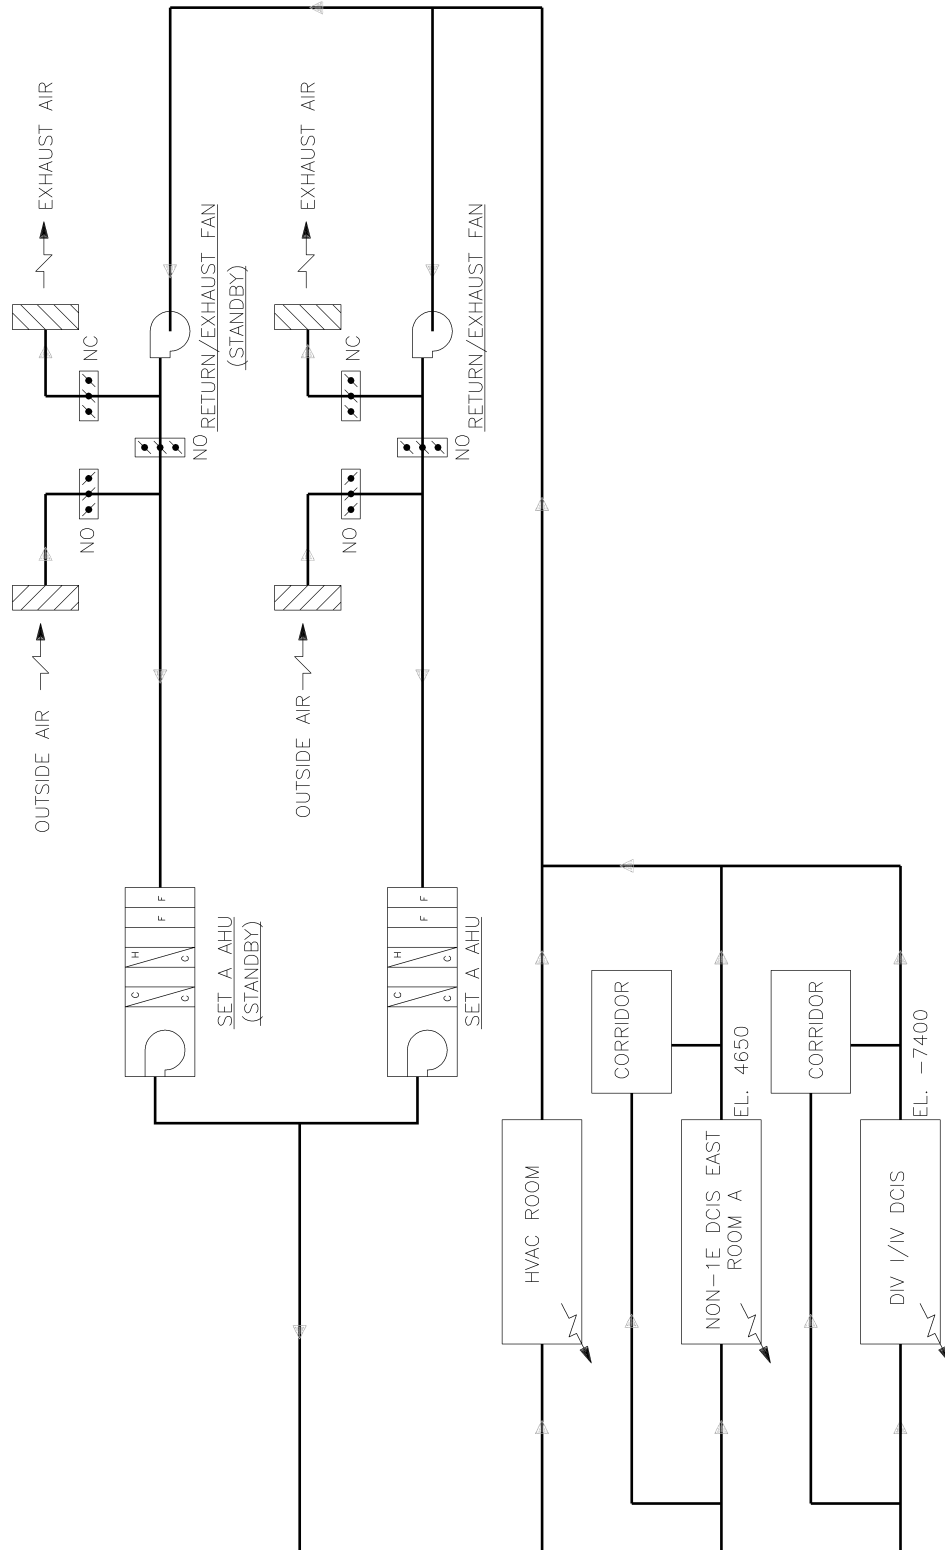 OUTSIDE AIR
EXHAUST AIR
NO
NC
NO
RETURN/EXHAUST FAN
(STANDBY)
C
C
H
C
F
F
SET A AHU
(STANDBY)
OUTSIDE AIR
EXHAUST AIR
NO
NC
NO
RETURN/EXHAUST FAN
C
C
H
C
F
F
SET A AHU
HVAC ROOM
CORRIDOR
NON-1E DCIS EAST
ROOM A
EL. 4650
CORRIDOR
DIV I/IV DCIS
EL. -7400